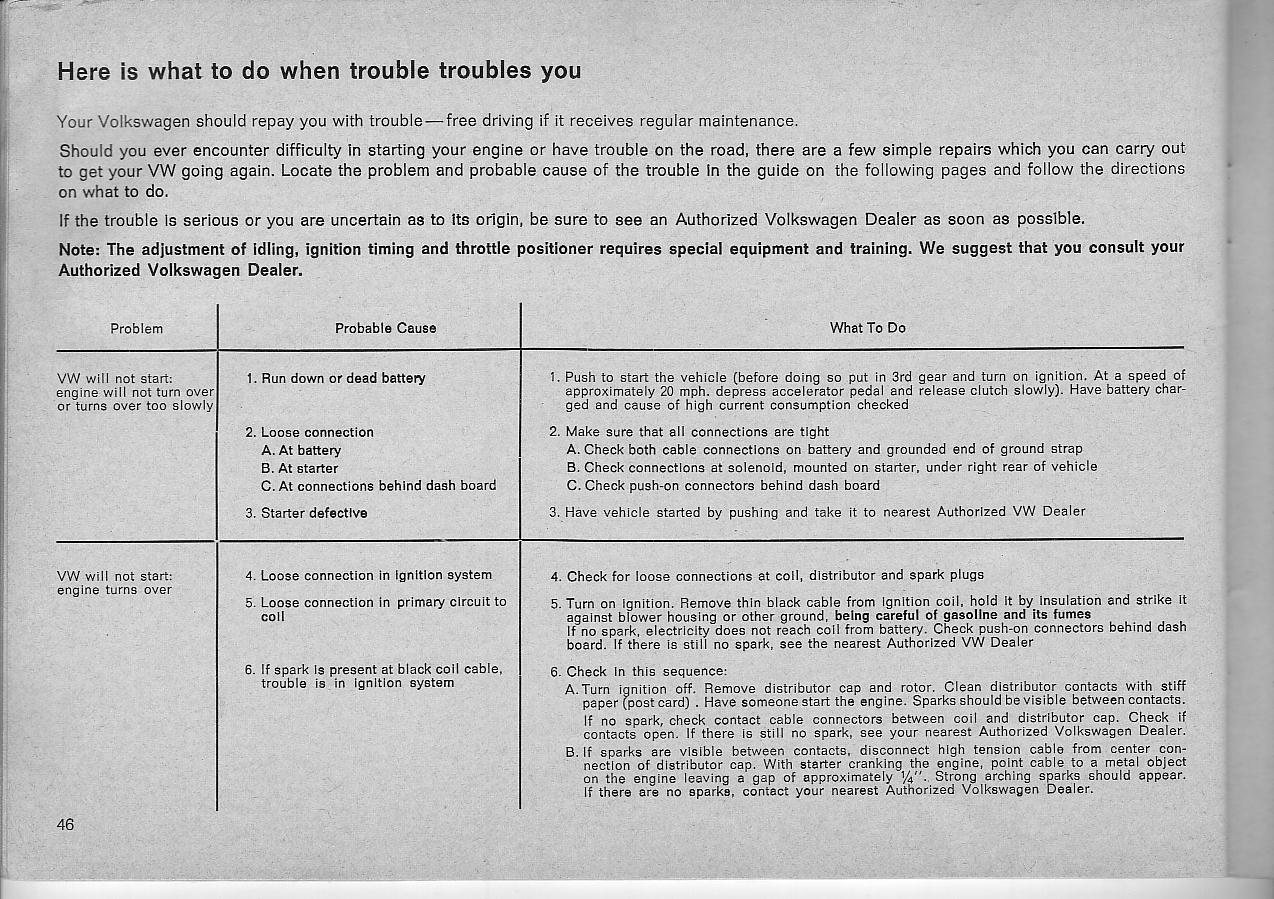 Here is what to do when trouble troubles you
Your Volkswagen should repay you with trouble—free driving if it receives regular maintenance.
Should you ever encounter difficulty in starting your engine or have trouble on the road, there are a few simple repairs which you can carry out
to get your VW going again. Locate the problem and probable cause of the trouble in the guide on the following pages and follow the directions
on what to do.
If the trouble is serious or you are uncertain as to its origin, be sure to see an Authorized Volkswagen Dealer as soon as possible.
Note: The adjustment of idling, ignition timing and throttle positioner requires special equipment and training. We suggest that you consult your
Authorized Volkswagen Dealer.
Problem
Probable Cause
What To Do
VW will not start:
engine will not turn over
or turns over too slowly
1. Run down or dead battery
1. Push to start the vehicle (before doing so put in 3rd gear and turn on ignition. At a speed of
approximately 20 mph. depress accelerator pedal and release clutch slowly). Have battery char-
ged and cause of high current consumption checked
2. Loose connection
A. At battery
B. At starter
C. At connections behind dash board
2. Make sure that all connections are tight
A. Check both cable connections on battery and grounded end of ground strap
B. Check connections at solenoid, mounted on starter, under right rear of vehicle
C. Check push-on connectors behind dash board
3. Starter defective
3. Have vehicle started by pushing and take it to nearest Authorized VW Dealer
VW will not start:
engine turns over
4. Loose connection in ignition system
4. Check for loose connections at coil, distributor and spark plugs
5. Loose connection in primary circuit to
coil
5. Turn on ignition. Remove thin black cable from ignition coil, hold it by insulation and strike it
against blower housing or other ground, being careful of gasoline and its fumes
If no spark, electricity does not reach coil from battery. Check push-on connectors behind dash
board. If there is still no spark, see the nearest Authorized VW Dealer
6. If spark is present at black coil cable,
trouble is in ignition system
6. Check in this sequence:
A. Turn ignition off. Remove distributor cap and rotor. Clean distributor contacts with stiff
paper (post card) . Have someone start the engine. Sparks should be visible between contacts.
If no spark, check contact cable connectors between coil and distributor cap. Check if
contacts open. If there is still no spark, see your nearest Authorized Volkswagen Dealer.
B. If sparks are visible between contacts, disconnect high tension cable from center con-
nection of distributor cap. With starter cranking the engine, point cable to a metal object
on the engine leaving a gap of approximately 1/4". Strong arching sparks should appear.
If there are no sparks, contact your nearest Authorized Volkswagen Dealer.
46